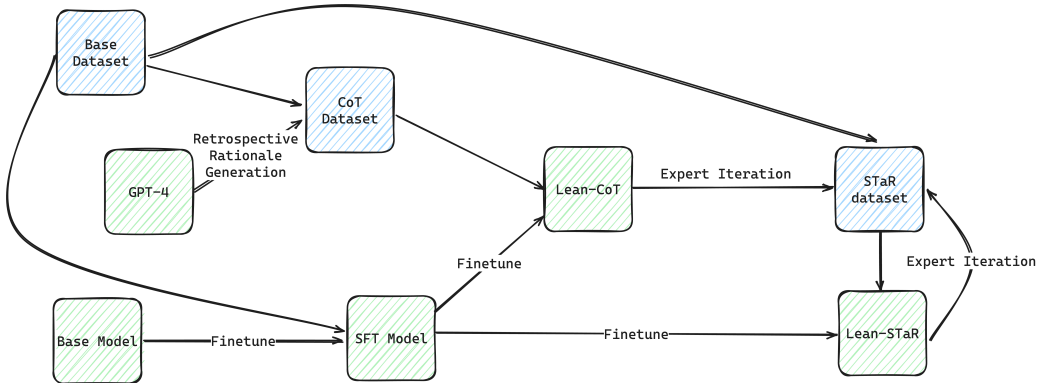 Base
Dataset
CoT
Dataset
Retrospective
Rationale
Generation
GPT-4
Lean-CoT
Expert Iteration
STaR
dataset
Finetune
Expert Iteration
Base Model
Finetune
SFT Model
Finetune
Lean-STaR